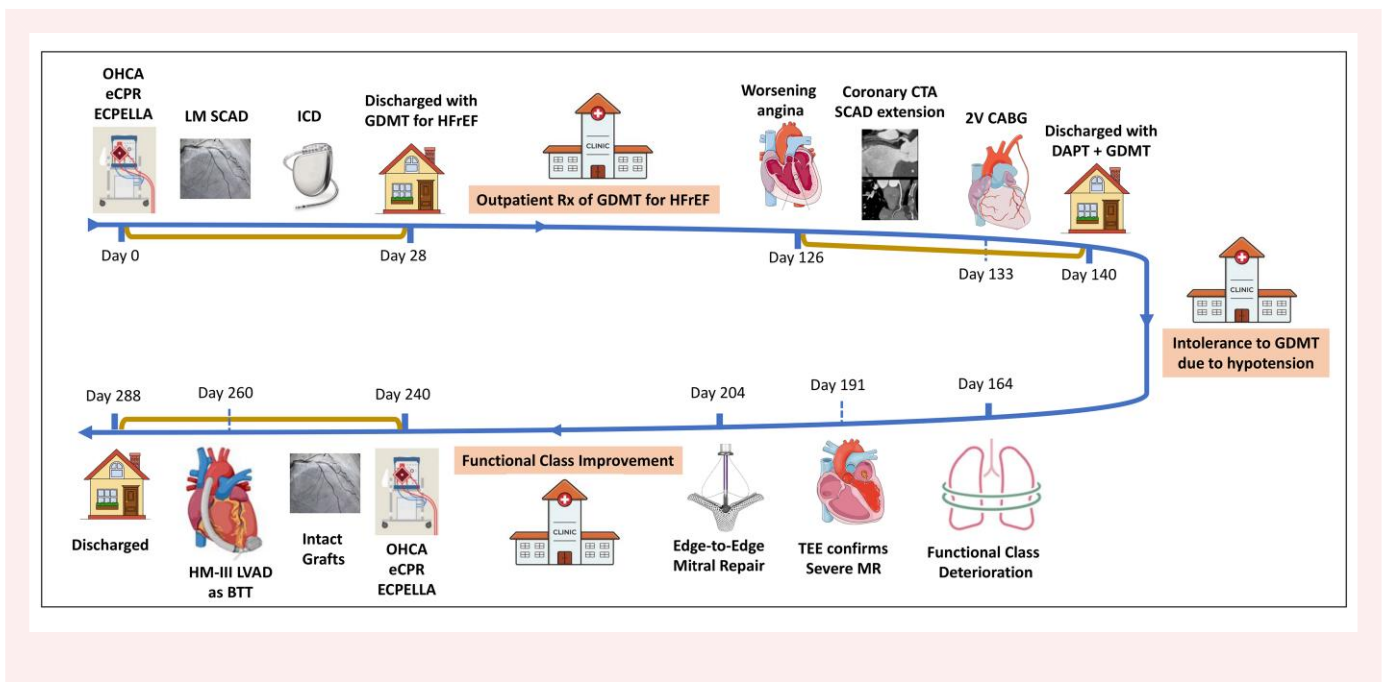 OHCA
eCPR
ECPELLA
LM SCAD
ICD
Discharged with
GDMT for HFrEF
CLINIC
Outpatient Rx of GDMT for HFrEF
Worsening
angina
Coronary CTA
SCAD extension
2V CABG
Discharged with
DAPT + GDMT
Day 0
Day 28
Day 126
Day 133
Day 140
CLINIC
Intolerance to GDMT
due to hypotension
Day 288
Day 260
Day 240
Day 204
Day 191
Day 164
Discharged
HM-III LVAD
as BTT
Intact
Grafts
OHCA
eCPR
ECPELLA
Functional Class Improvement
CLINIC
Edge-to-Edge
Mitral Repair
TEE confirms
Severe MR
Functional Class
Deterioration